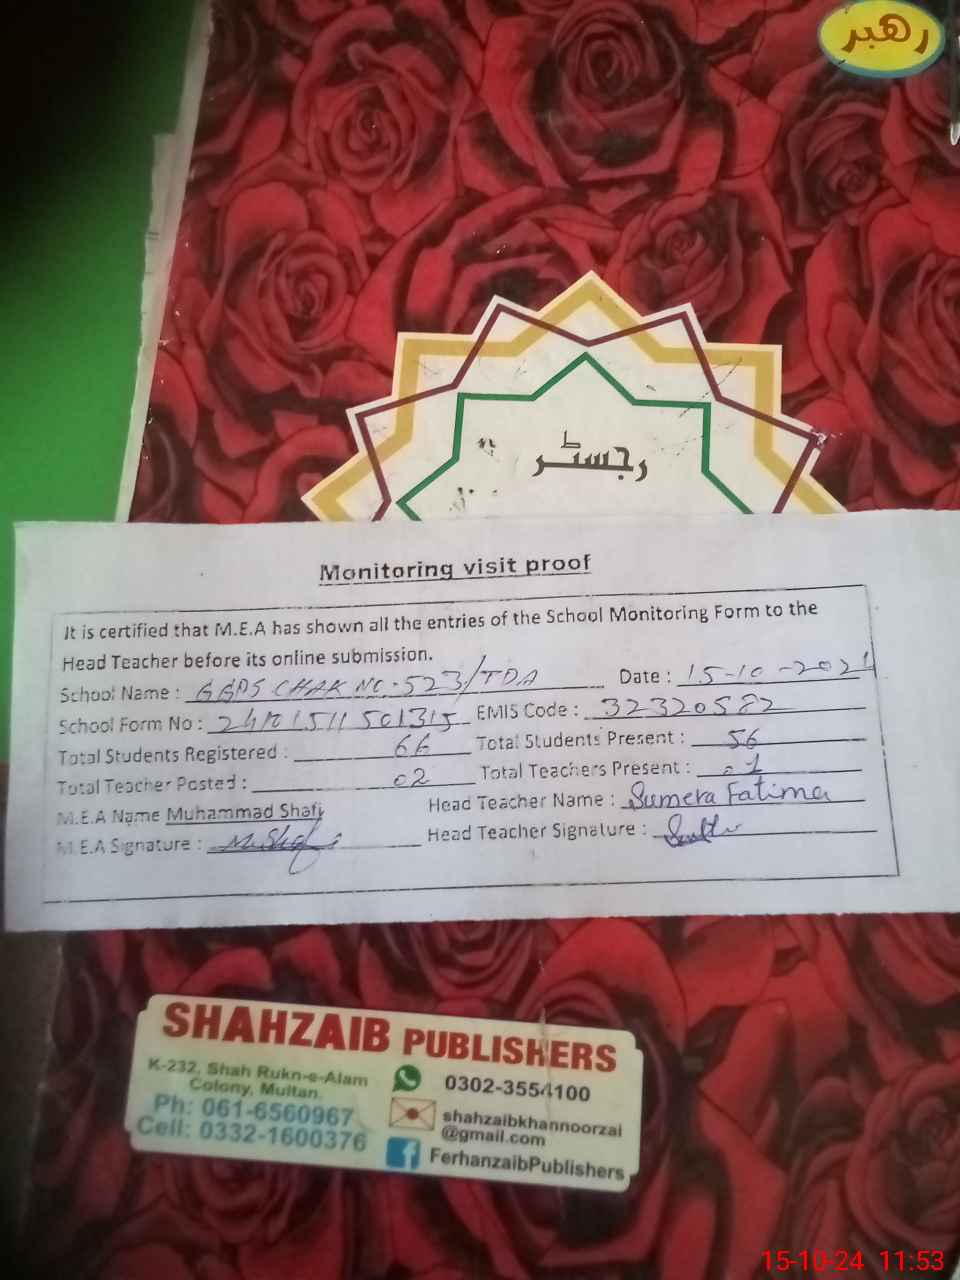 رهبر
رجسٹر
Monitoring visit proof
It is certified that M.E.A has shown all the entries of the School Monitoring Form to the
Head Teacher before its online submission.
School Name : GGPS CHAK NO. 523/TDA Date : 15-10-2024
School Form No : EMIS Code : 32320582
Total Students Registered : 66 Total Students Present : 56
Total Teacher Posted : 02 Total Teachers Present : 01
M.E.A Name Muhammad Shafi Head Teacher Name : Sumera Fatima
M.E.A Signature : Head Teacher Signature :
SHAHZAIB PUBLISHERS
K-232, Shah Rukn-e-Alam
Colony, Multan.
Ph: 061-6560967
Cell: 0332-1600376
0302-3554100
shahzaibkhannoorzai
@gmail.com
FerhanzaibPublishers
15-10-24 11:53